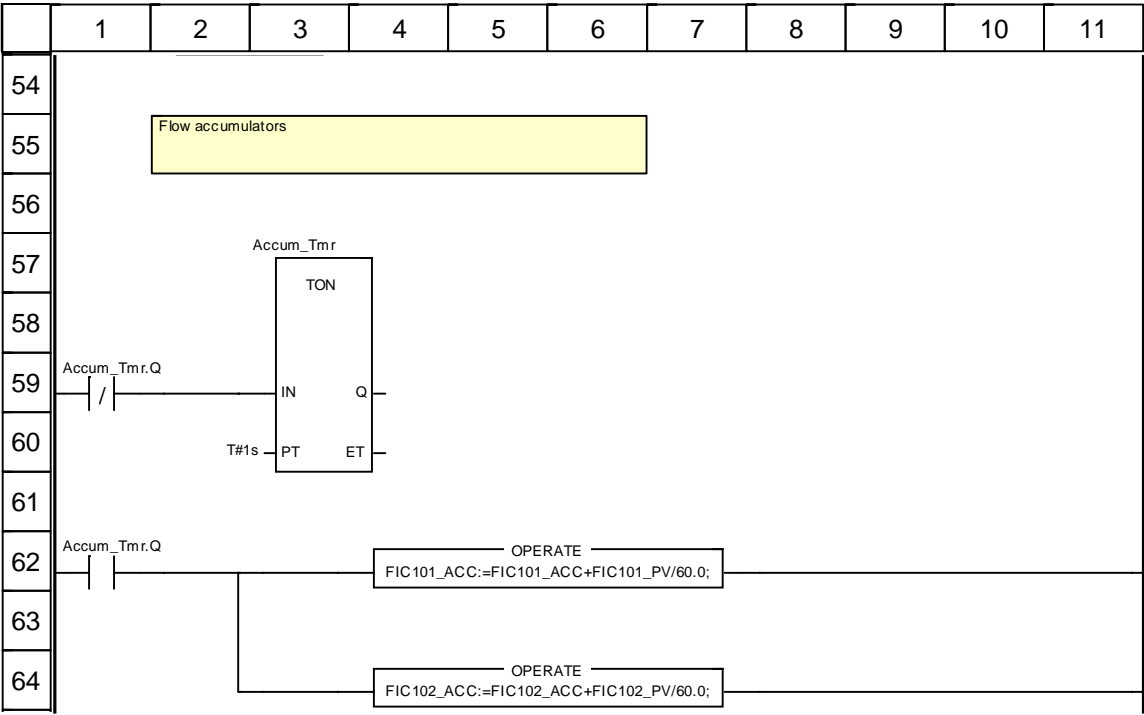 1 2 3 4 5 6 7 8 9 10 11
54
55 Flow accumulators
56
Accum_Tmr
57
TON
58
Accum_Tmr.Q
59 / IN Q
60 T#1s PT ET
61
Accum_Tmr.Q
62 OPERATE
FIC101_ACC:=FIC101_ACC+FIC101_PV/60.0;
63
64 OPERATE
FIC102_ACC:=FIC102_ACC+FIC102_PV/60.0;